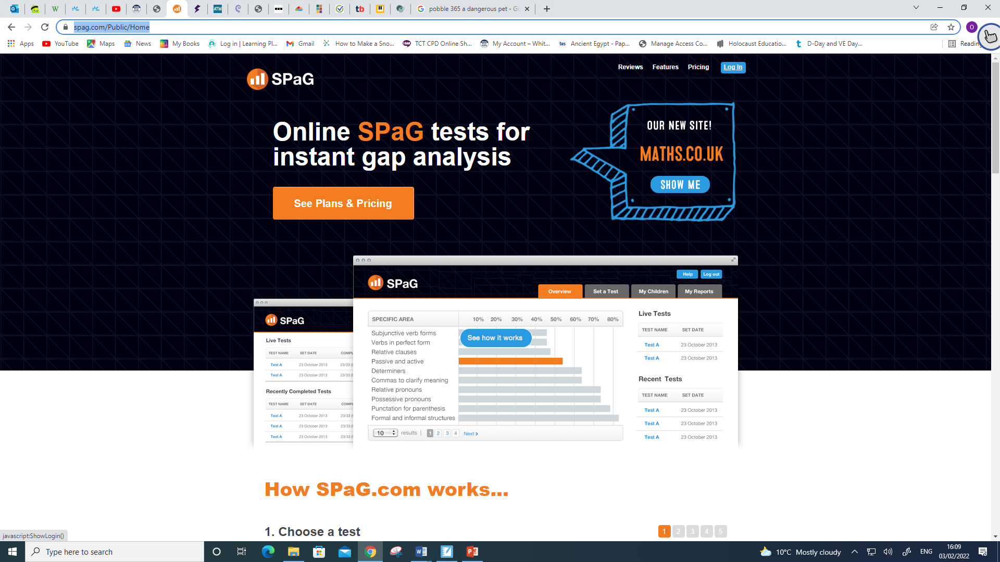 pobble 365 a dangerous pet - Go
spag.com/Public/Home
O
Apps YouTube Maps News My Books Log in | Learning Pl... Gmail How to Make a Sno... TCT CPD Online Sh... My Account – Whit... tes Ancient Egypt - Pap... Manage Access Co... Holocaust Educatio... D-Day and VE Day... Reading
Reviews Features Pricing Log In
SPaG
Online SPaG tests for
instant gap analysis
See Plans & Pricing
OUR NEW SITE!
MATHS.CO.UK
SHOW ME
Help Log out
SPaG
Overview Set a Test My Children My Reports
SPECIFIC AREA 10% 20% 30% 40% 50% 60% 70% 80%
Subjunctive verb forms
See how it works
Verbs in perfect form
Relative clauses
Passive and active
Determiners
Commas to clarify meaning
Relative pronouns
Possessive pronouns
Punctation for parenthesis
Formal and informal structures
10 results | 1 2 3 4 Next
Live Tests
TEST NAME SET DATE
Test A 23 October 2013
Test A 23 October 2013
Recent Tests
TEST NAME SET DATE
Test A 23 October 2013
Test A 23 October 2013
Test A 23 October 2013
SPaG
Live Tests
TEST NAME SET DATE COMPL
Test A 23 October 2013 23/33
Test A 23 October 2013 23/33
Recently Completed Tests
TEST NAME SET DATE COMPL
Test A 23 October 2013 23/33
Test A 23 October 2013 23/33
Test A 23 October 2013 23/33
How SPaG.com works...
1. Choose a test
1 2 3 4 5
javascript:ShowLogin()
Type here to search
10°C Mostly cloudy
ENG
16:09
03/02/2022